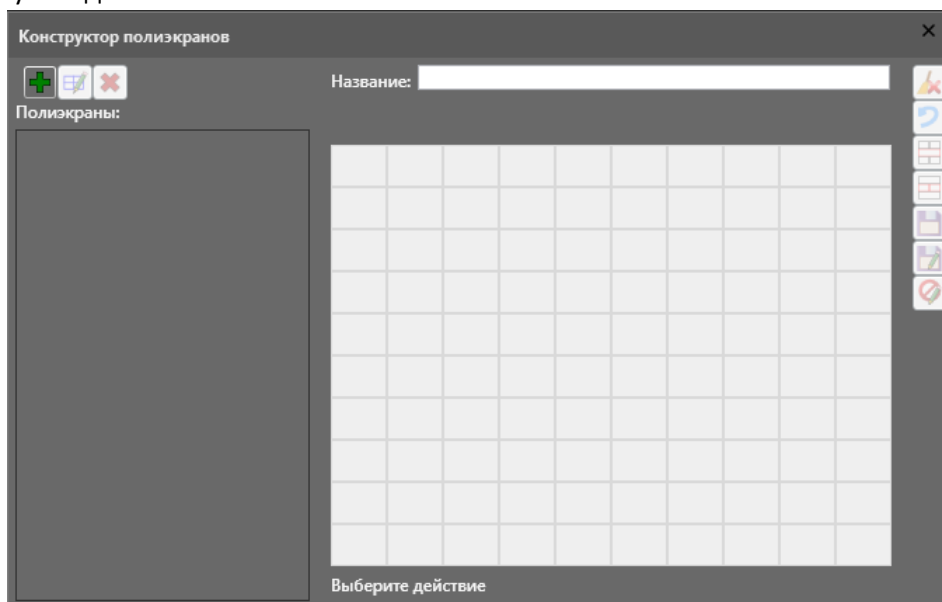 Конструктор полиэкранов
Название:
Полиэкраны:
Выберите действие